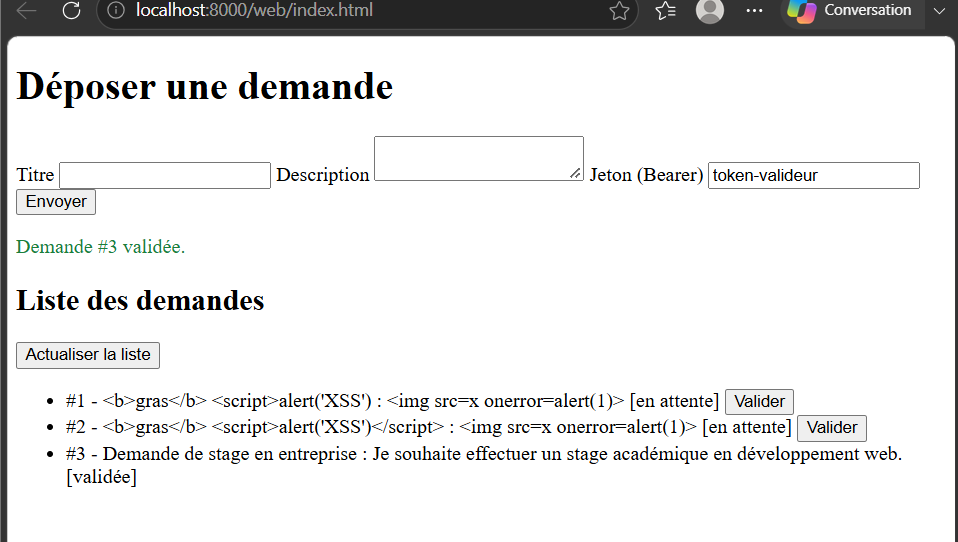 localhost:8000/web/index.html
Conversation
Déposer une demande
Titre Description Jeton (Bearer) token-valideur
Envoyer
Demande #3 validée.
Liste des demandes
Actualiser la liste
#1 - <b>gras</b> <script>alert('XSS') : <img src=x onerror=alert(1)> [en attente] Valider
#2 - <b>gras</b> <script>alert('XSS')</script> : <img src=x onerror=alert(1)> [en attente] Valider
#3 - Demande de stage en entreprise : Je souhaite effectuer un stage académique en développement web.
[validée]